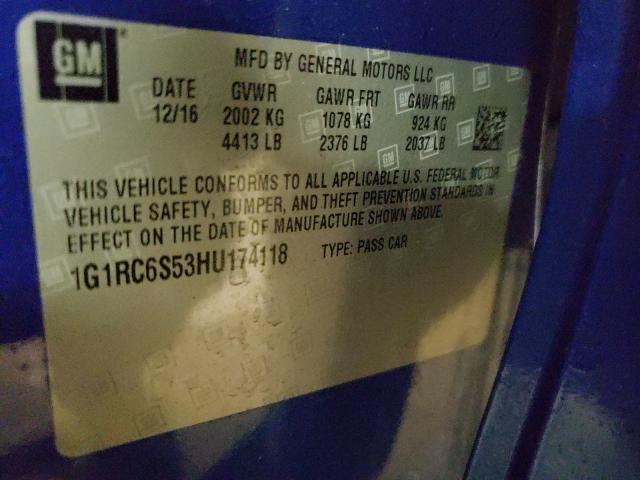 GM
MFD BY GENERAL MOTORS LLC
DATE GVWR GAWR FRT GAWR RR
12/16 2002 KG 1078 KG 924 KG
4413 LB 2376 LB 2037 LB
THIS VEHICLE CONFORMS TO ALL APPLICABLE U.S. FEDERAL MOTOR
VEHICLE SAFETY, BUMPER, AND THEFT PREVENTION STANDARDS IN
EFFECT ON THE DATE OF MANUFACTURE SHOWN ABOVE.
1G1RC6S53HU174118 TYPE: PASS CAR